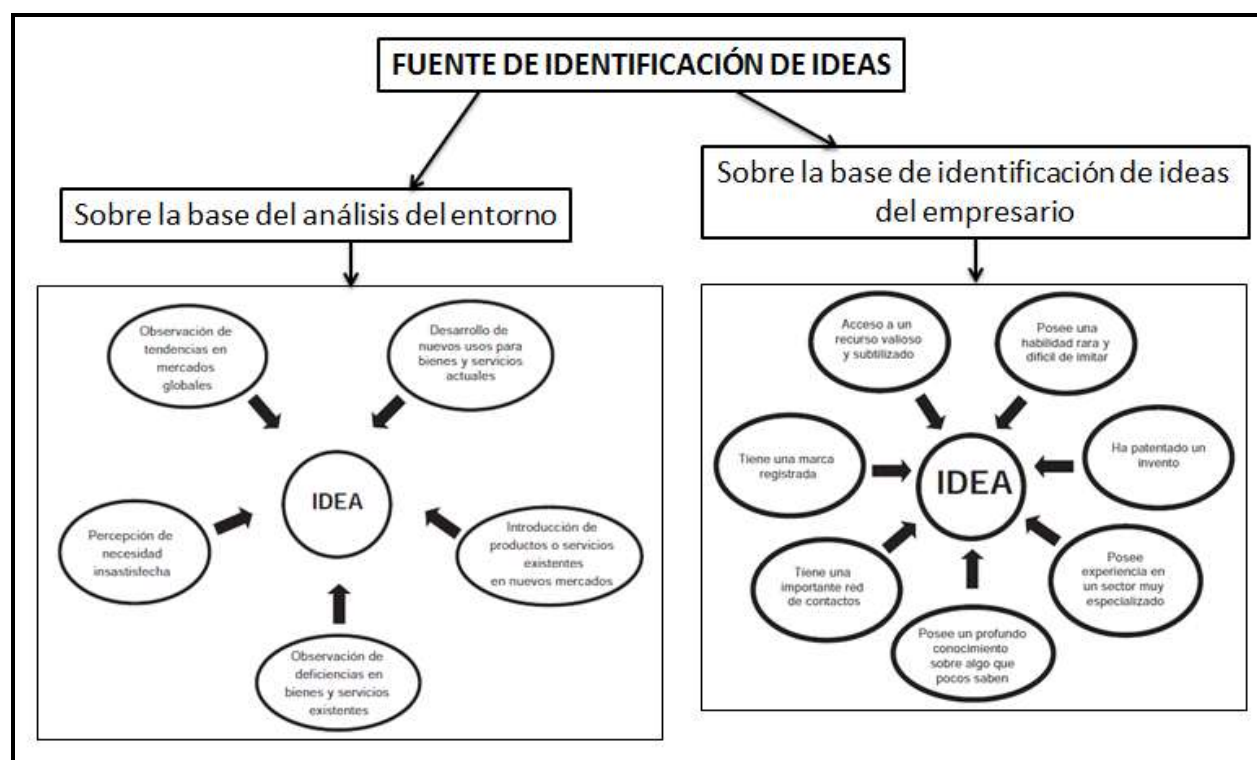 FUENTE DE IDENTIFICACIÓN DE IDEAS
Sobre la base del análisis del entorno
Sobre la base de identificación de ideas
del empresario
Observación de
tendencias en
mercados
globales
Desarrollo de
nuevos usos para
bienes y servicios
actuales
IDEA
Percepción de
necesidad
insastisfecha
Introducción de
productos o servicios
existentes
en nuevos mercados
Observación de
deficiencias en
bienes y servicios
existentes
Acceso a un
recurso valioso
y subtilizado
Posee una
habilidad rara y
difícil de imitar
Tiene una marca
registrada
IDEA
Ha patentado un
invento
Tiene una
importante red
de contactos
Posee
experiencia en
un sector muy
especializado
Posee un profundo
conocimiento
sobre algo que
pocos saben